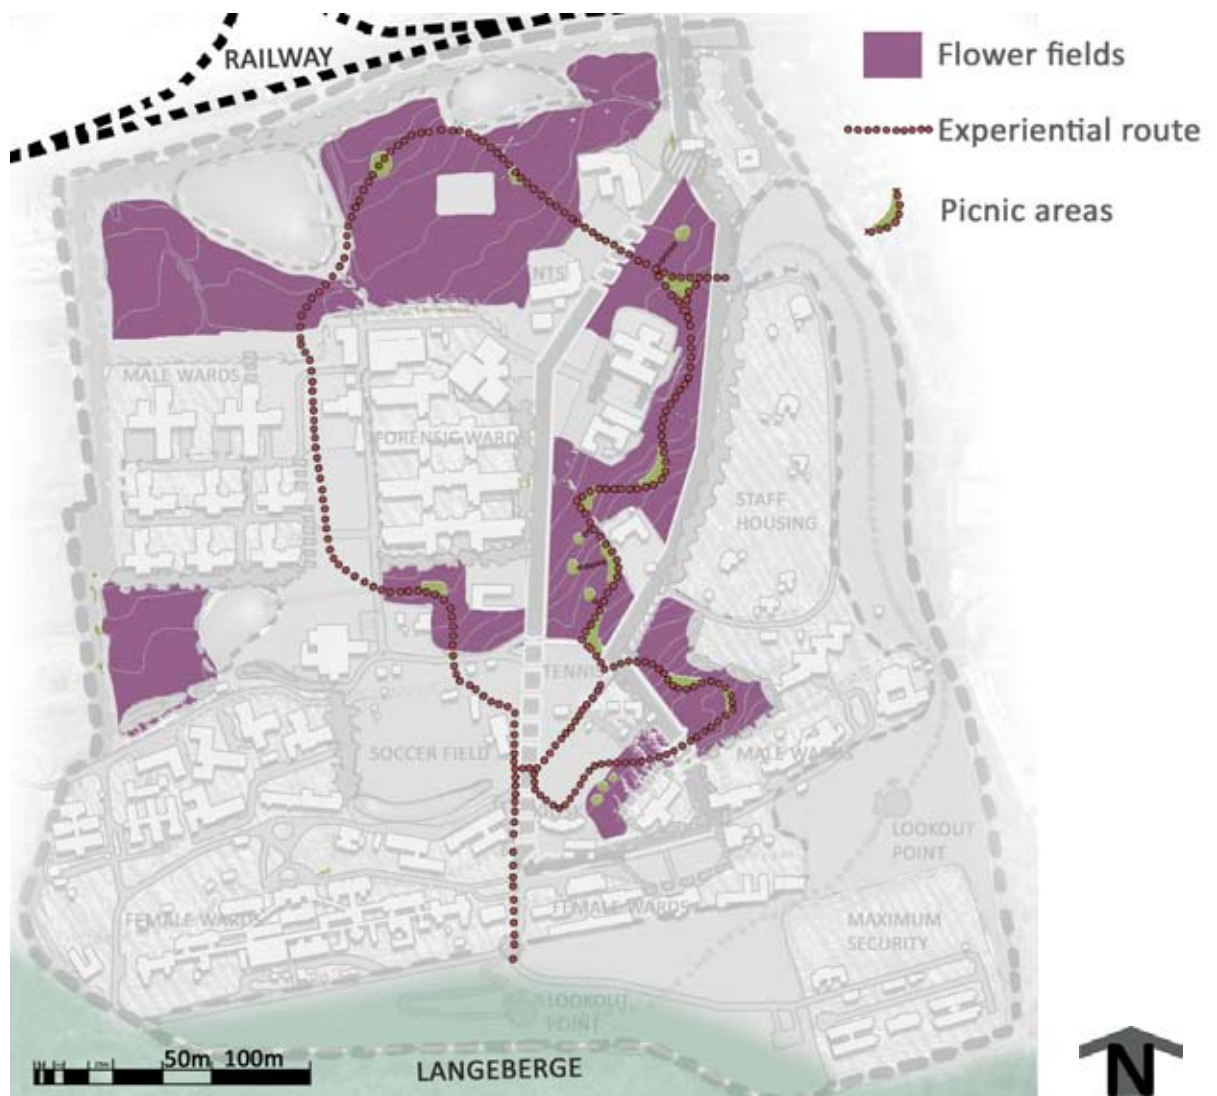 RAILWAY
Flower fields
Experiential route
Picnic areas
NTS
MALE WARDS
FORENSIC WARDS
STAFF
HOUSING
TENNIS
SOCCER FIELD
MALE WARDS
LOOKOUT
POINT
FEMALE WARDS
FEMALE WARDS
MAXIMUM
SECURITY
LOOKOUT
POINT
50m 100m
LANGEBERGE
N